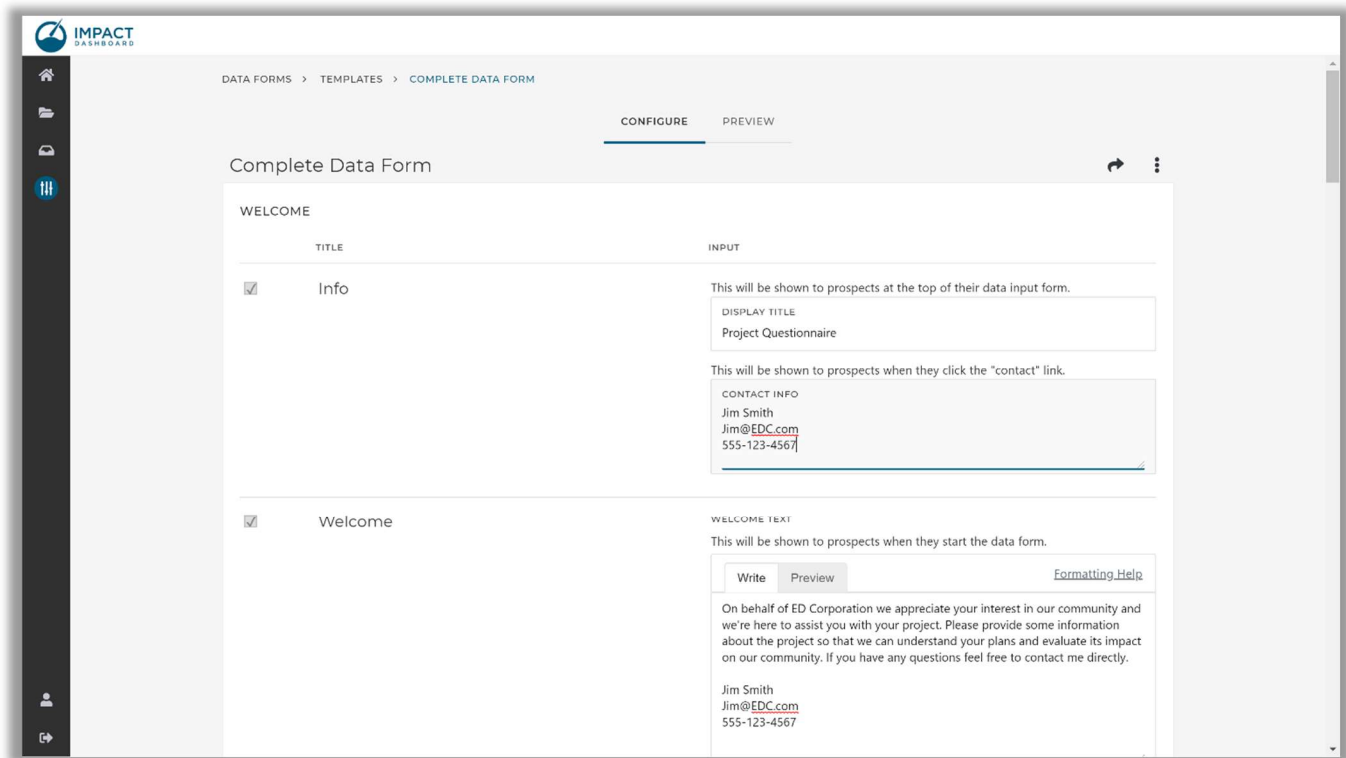 IMPACT
DASHBOARD
DATA FORMS > TEMPLATES > COMPLETE DATA FORM
CONFIGURE PREVIEW
Complete Data Form
WELCOME
TITLE INPUT
Info
This will be shown to prospects at the top of their data input form.
DISPLAY TITLE
Project Questionnaire
This will be shown to prospects when they click the "contact" link.
CONTACT INFO
Jim Smith
Jim@EDC.com
555-123-4567
Welcome
WELCOME TEXT
This will be shown to prospects when they start the data form.
Write Preview Formatting Help
On behalf of ED Corporation we appreciate your interest in our community and
we're here to assist you with your project. Please provide some information
about the project so that we can understand your plans and evaluate its impact
on our community. If you have any questions feel free to contact me directly.
Jim Smith
Jim@EDC.com
555-123-4567